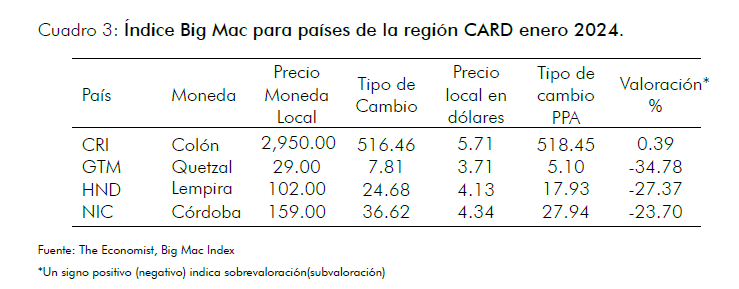 Cuadro 3: Índice Big Mac para países de la región CARD enero 2024.
País Moneda Precio Moneda Local Tipo de Cambio Precio local en dólares Tipo de cambio PPA Valoración* %
CRI Colón 2,950.00 516.46 5.71 518.45 0.39
GTM Quetzal 29.00 7.81 3.71 5.10 -34.78
HND Lempira 102.00 24.68 4.13 17.93 -27.37
NIC Córdoba 159.00 36.62 4.34 27.94 -23.70
Fuente: The Economist, Big Mac Index
*Un signo positivo (negativo) indica sobrevaloración(subvaloración)